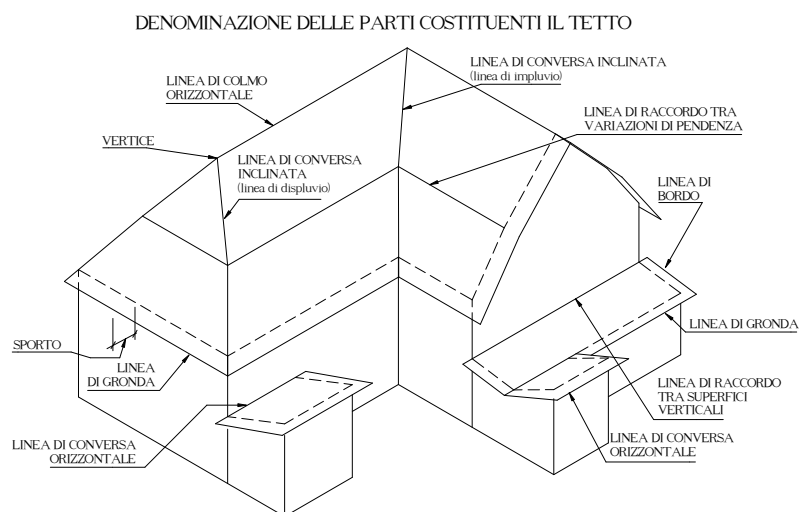 DENOMINAZIONE DELLE PARTI COSTITUENTI IL TETTO
LINEA DI CONVERSA INCLINATA
(linea di impluvio)
LINEA DI COLMO
ORIZZONTALE
LINEA DI RACCORDO TRA
VARIAZIONI DI PENDENZA
VERTICE
LINEA DI CONVERSA
INCLINATA
(linea di displuvio)
LINEA DI
BORDO
LINEA DI GRONDA
SPORTO
LINEA
DI GRONDA
LINEA DI RACCORDO
TRA SUPERFICI
VERTICALI
LINEA DI CONVERSA
ORIZZONTALE
LINEA DI CONVERSA
ORIZZONTALE